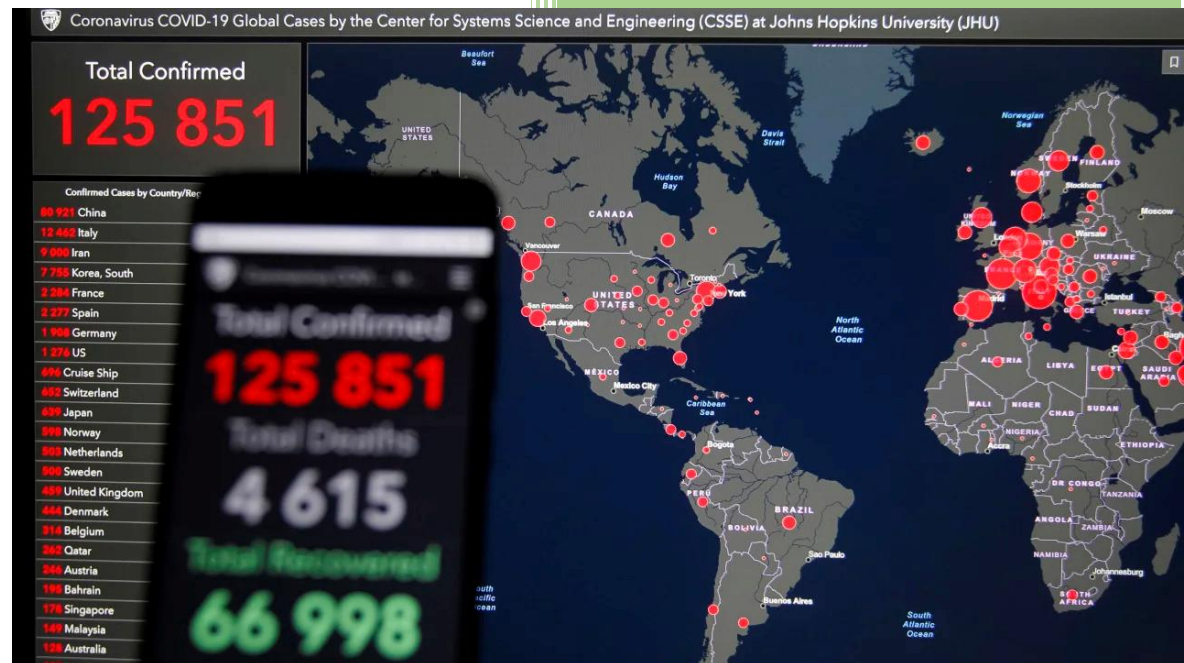 Coronavirus COVID-19 Global Cases by the Center for Systems Science and Engineering (CSSE) at Johns Hopkins University (JHU)
Total Confirmed
125 851
Confirmed Cases by Country/Reg
80 921 China
12 462 Italy
9 000 Iran
7 755 Korea, South
2 284 France
2 277 Spain
1 908 Germany
1 276 US
696 Cruise Ship
652 Switzerland
639 Japan
598 Norway
503 Netherlands
500 Sweden
459 United Kingdom
444 Denmark
314 Belgium
262 Qatar
246 Austria
195 Bahrain
178 Singapore
149 Malaysia
126 Australia
Total Confirmed
125 851
Total Deaths
4 615
Total Recovered
66 998
Beaufort
Sea
UNITED
STATES
Davis
Strait
Hudson
Bay
CANADA
Vancouver
Toronto
York
UNITED
STATES
San Francisco
Los Angeles
MÉXICO
Mexico City
Caribbean
Sea
Bogota
PERÚ
BRAZIL
BOLIVIA
Sao Paulo
Buenos Aires
North
Atlantic
Ocean
South
Atlantic
Ocean
Norwegian
Sea
FINLAND
Stockholm
Moscow
Warsaw
UKRAINE
Madrid
Istanbul
TURKEY
ALGERIA
LIBYA
SAUDI
ARABIA
MALI
NIGER
CHAD
SUDAN
NIGERIA
Accra
ETHIOPIA
DR CONGO
TANZANIA
ANGOLA
ZAMBIA
NAMIBIA
Johannesburg
SOUTH
AFRICA